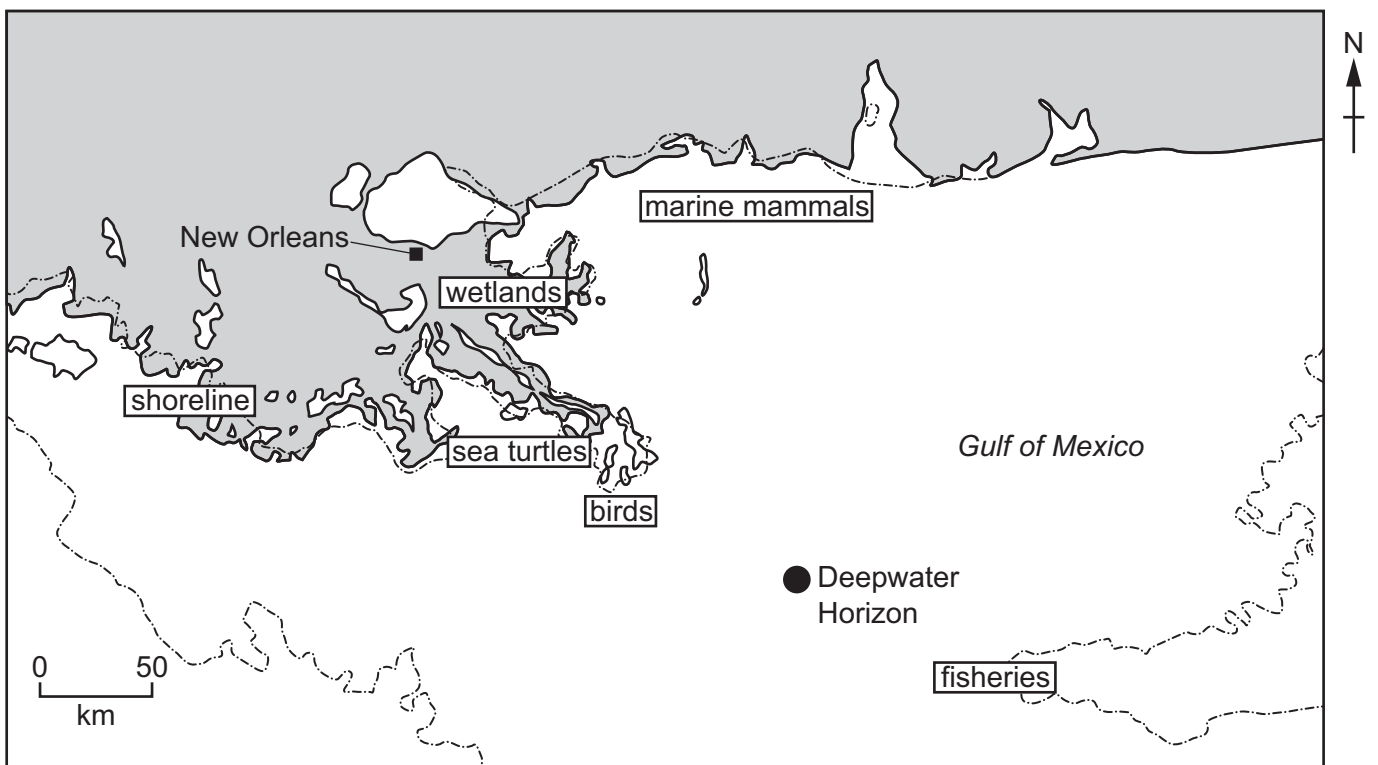 N
marine mammals
New Orleans
wetlands
shoreline
sea turtles
Gulf of Mexico
birds
Deepwater
Horizon
0 50
km
fisheries